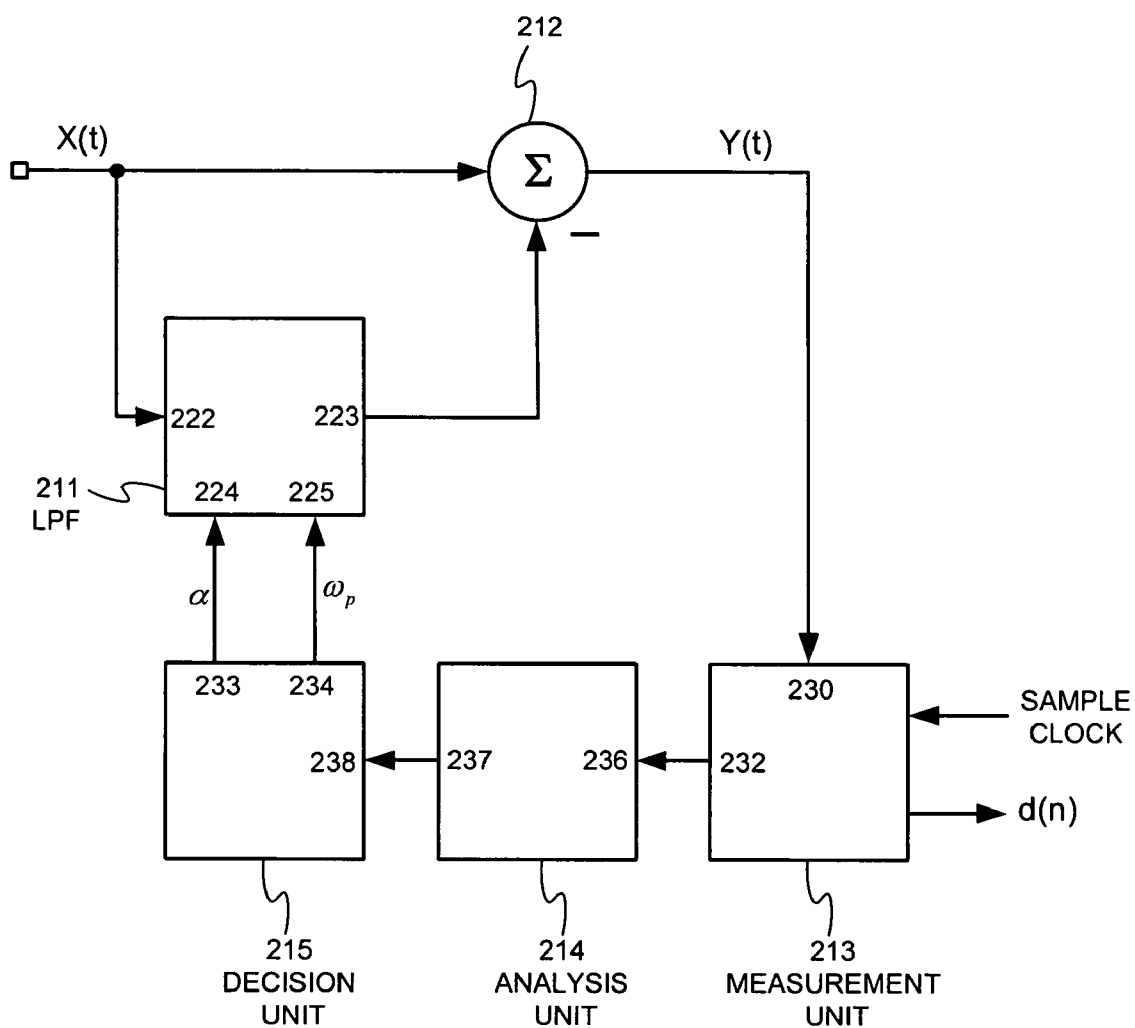 212
X(t)
Σ
Y(t)
−
222
223
211
LPF
224
225
α
ωp
233
234
230
SAMPLE
CLOCK
238
237
236
232
d(n)
215
DECISION
UNIT
214
ANALYSIS
UNIT
213
MEASUREMENT
UNIT